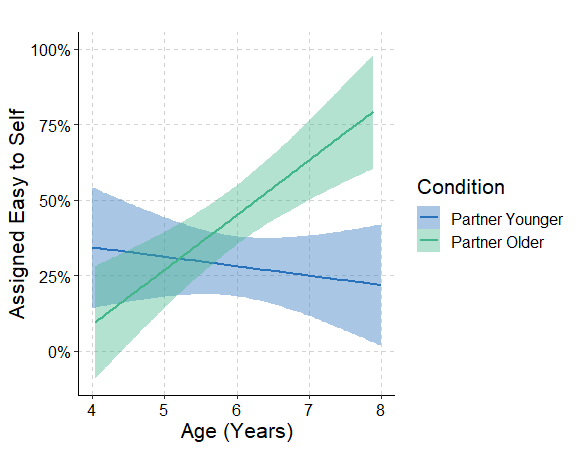 100%
75%
50%
25%
0%
Assigned Easy to Self
4 5 6 7 8
Age (Years)
Condition
Partner Younger
Partner Older